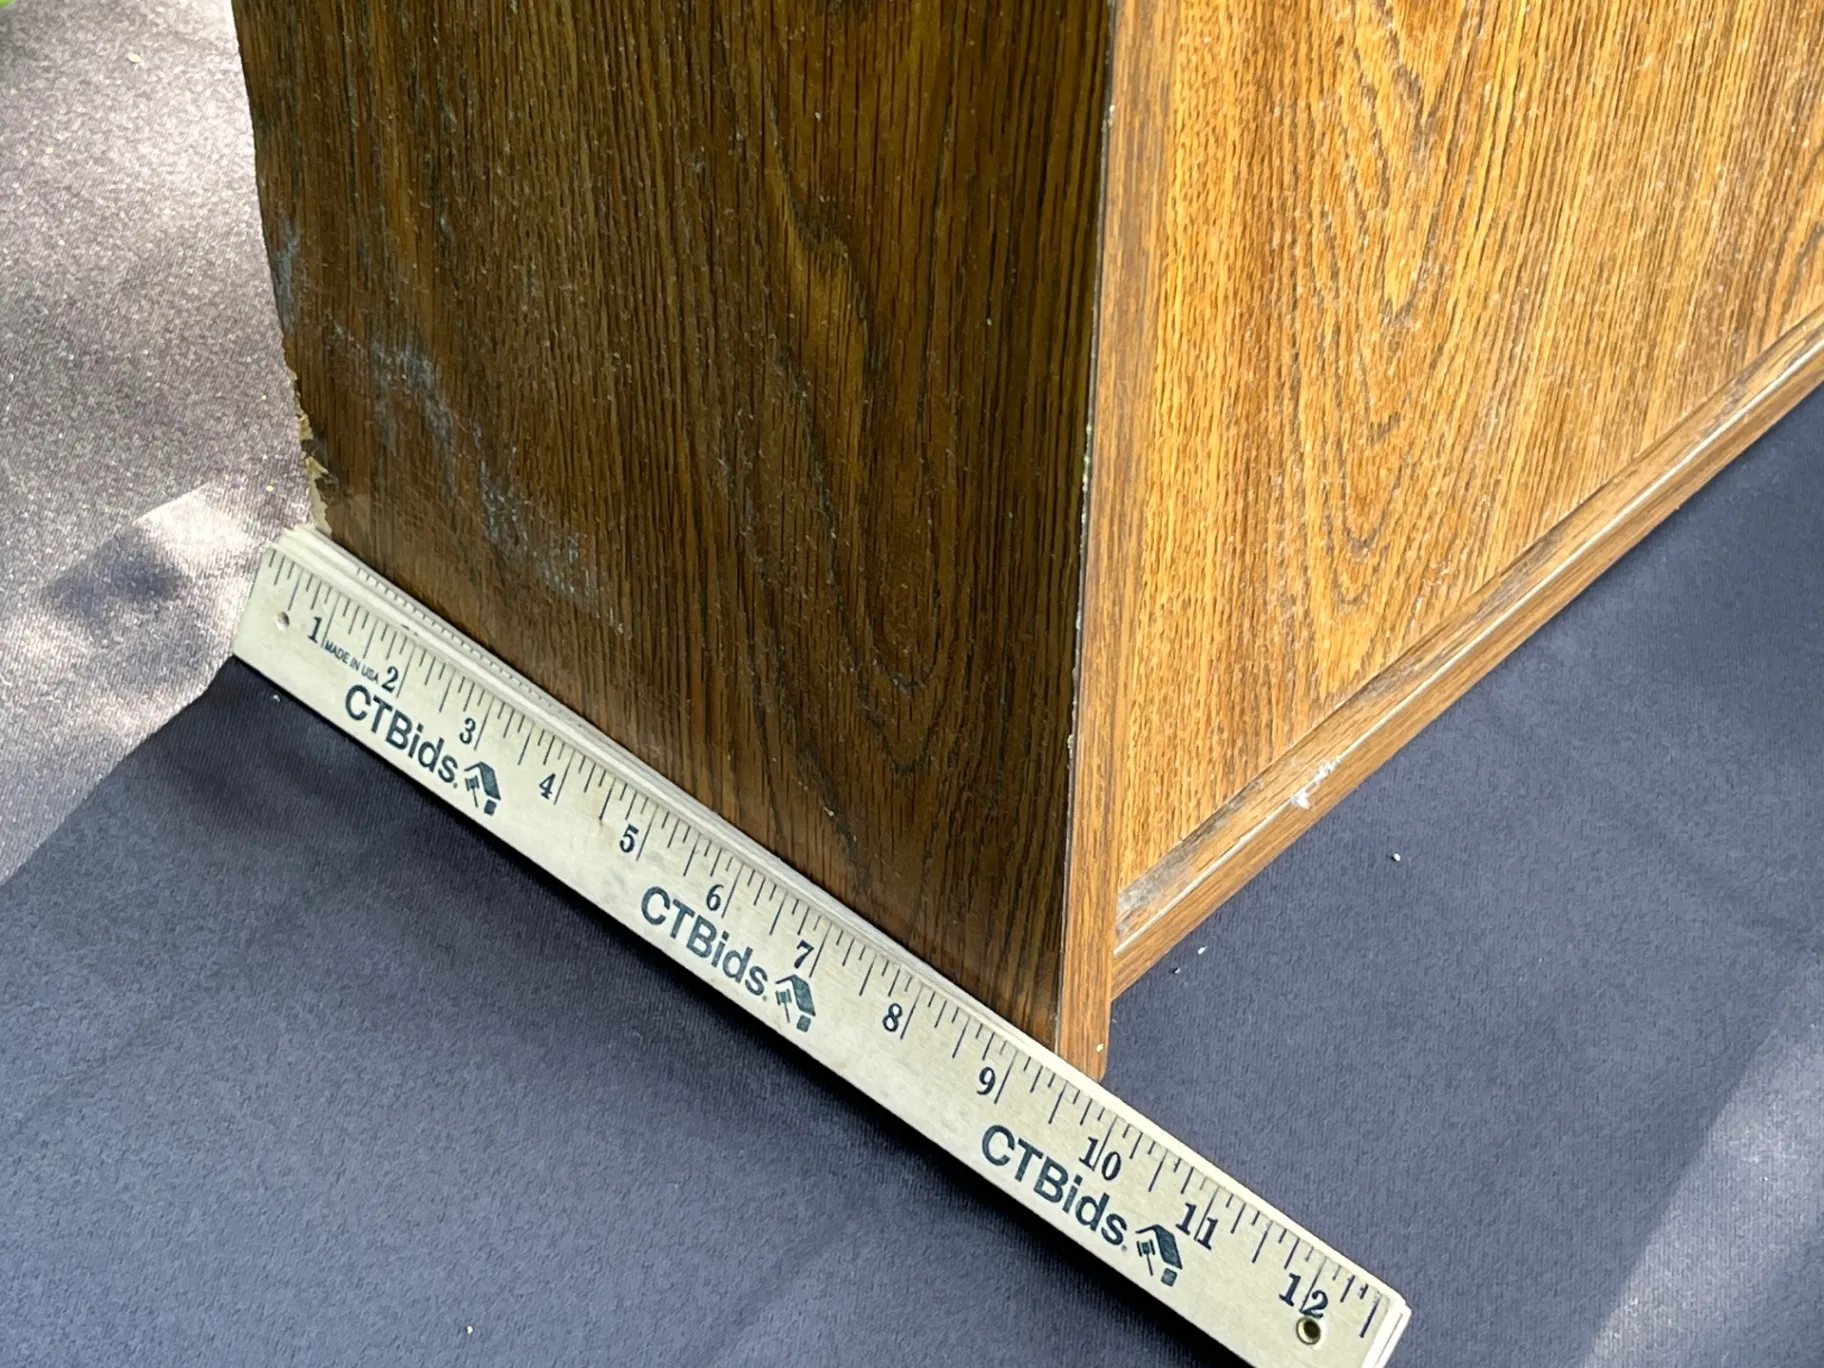 1 2 3 4 5 6 7 8 9 10 11 12
MADE IN USA
CTBids. CTBids. CTBids.